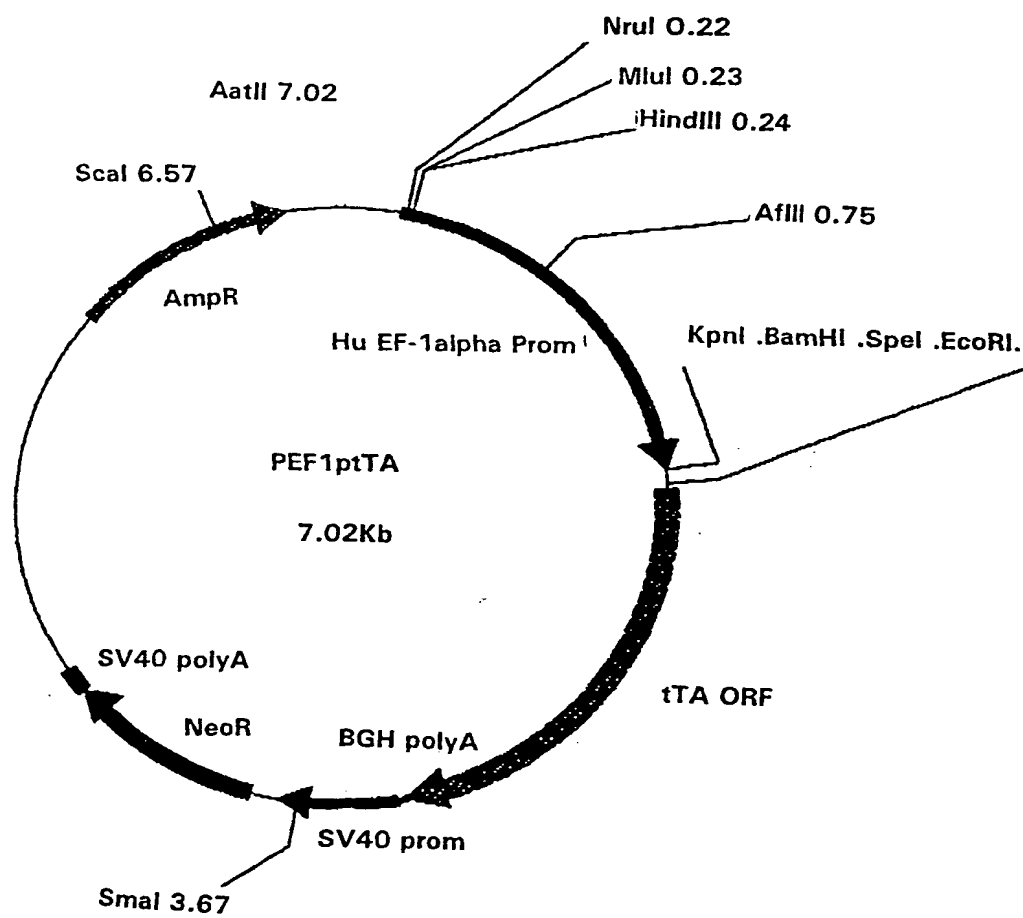 NruI 0.22
MluI 0.23
HindIII 0.24
AatII 7.02
ScaI 6.57
AflII 0.75
AmpR
Hu EF-1alpha Prom
KpnI .BamHI .SpeI .EcoRI.
PEF1ptTA
7.02Kb
SV40 polyA
tTA ORF
NeoR
BGH polyA
SV40 prom
SmaI 3.67